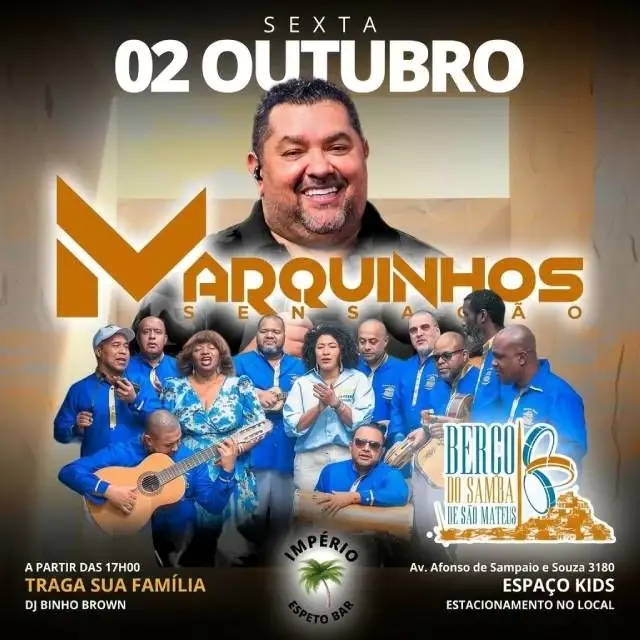 SEXTA
02 OUTUBRO
MARQUINHOS
SENSAÇÃO
BERÇO
DO SAMBA
DE SÃO MATEUS
IMPÉRIO
ESPETO BAR
A PARTIR DAS 17H00
TRAGA SUA FAMÍLIA
DJ BINHO BROWN
Av. Afonso de Sampaio e Souza 3180
ESPAÇO KIDS
ESTACIONAMENTO NO LOCAL